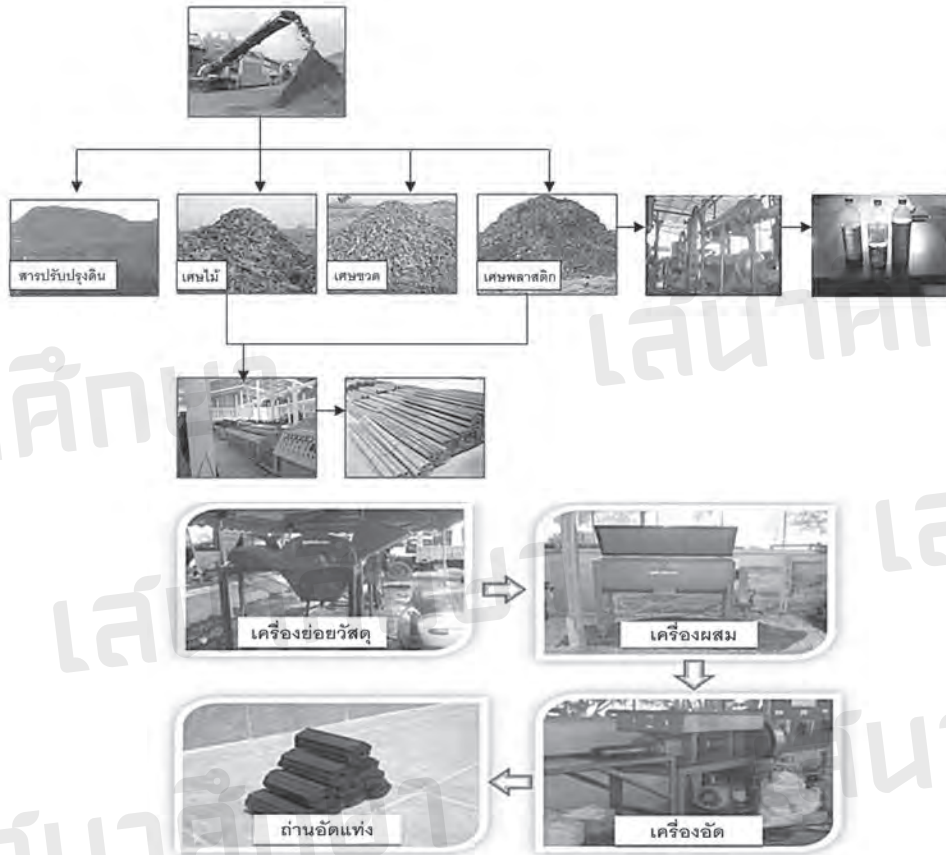 สารปรับปรุงดิน
เศษไม้
เศษขวด
เศษพลาสติก
เครื่องย่อยวัสดุ
เครื่องผสม
ถ่านอัดแท่ง
เครื่องอัด